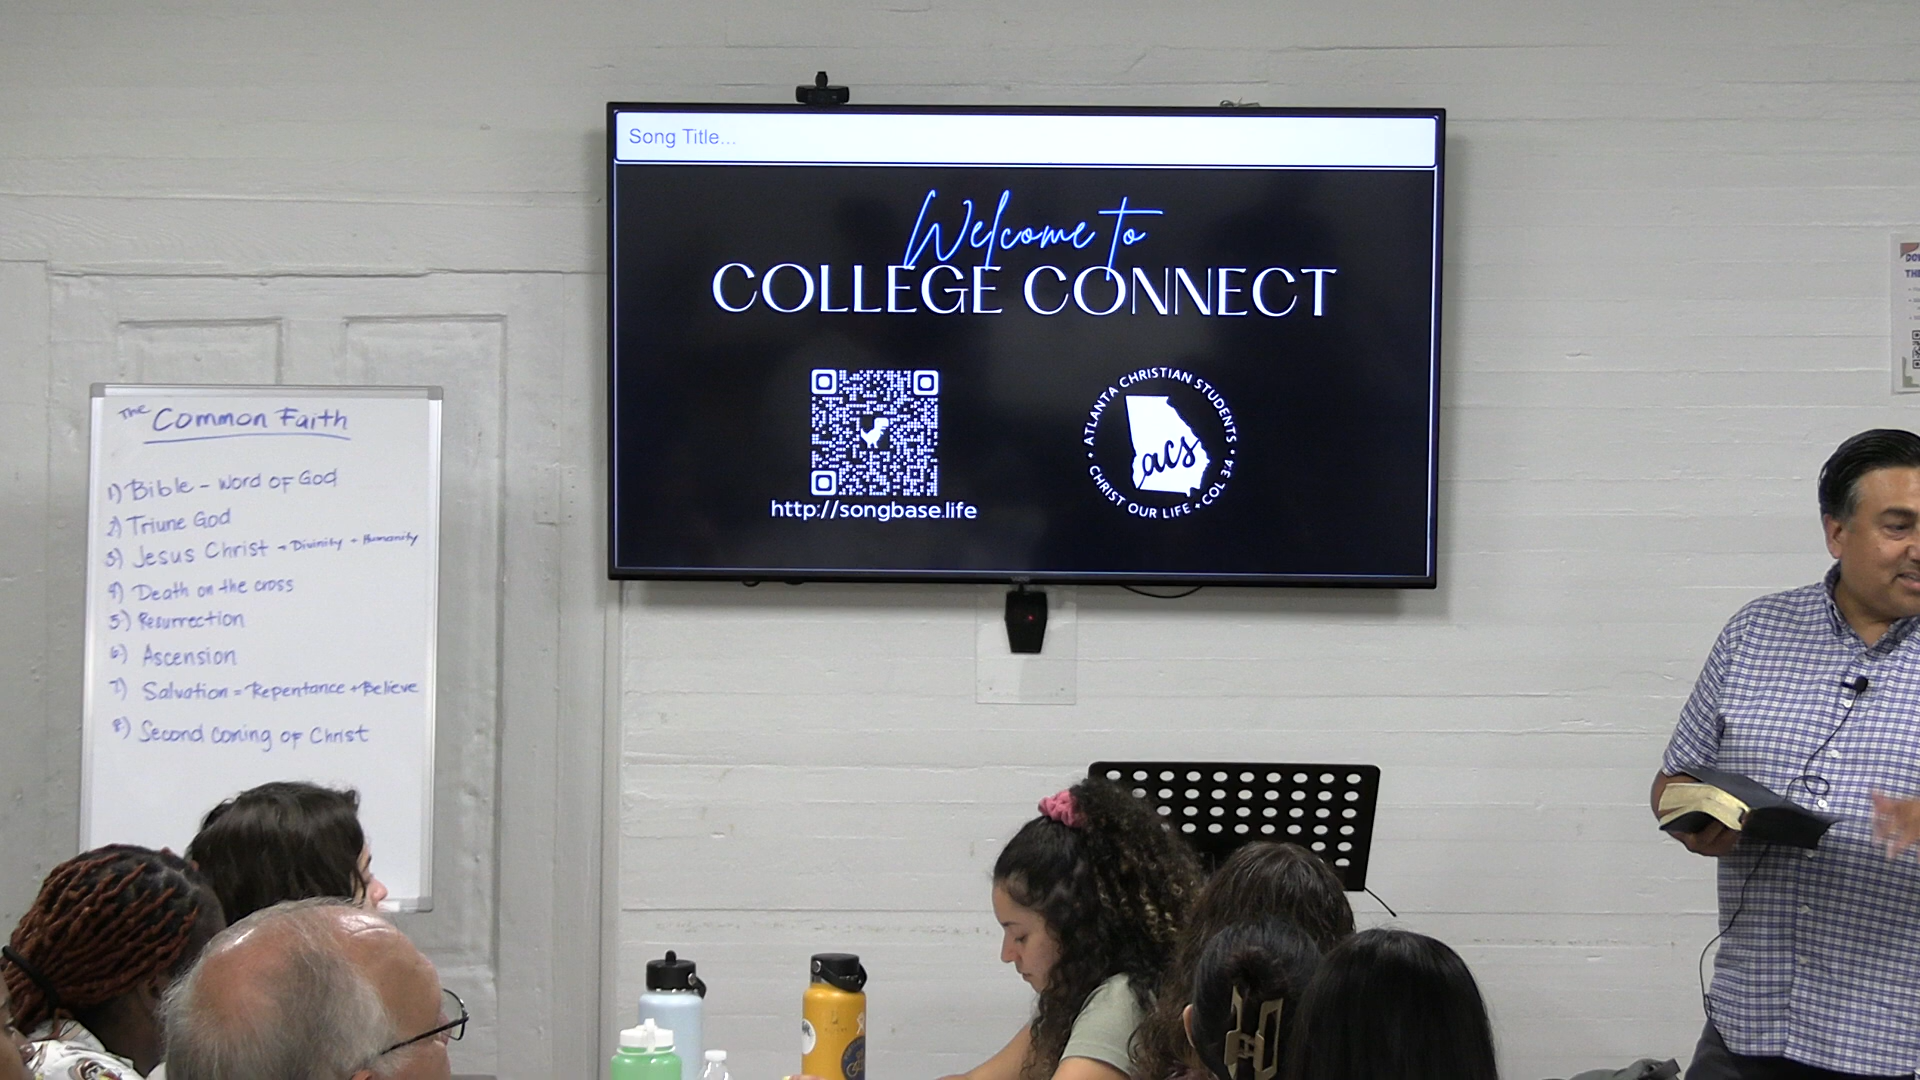 The Common Faith
1) Bible - Word of God
2) Triune God
3) Jesus Christ → Divinity + Humanity
4) Death on the cross
5) Resurrection
6) Ascension
7) Salvation = Repentance + Believe
8) Second Coming of Christ
Song Title...
Welcome to
COLLEGE CONNECT
http://songbase.life
• ATLANTA CHRISTIAN STUDENTS •
acs
CHRIST OUR LIFE • COL 3:4